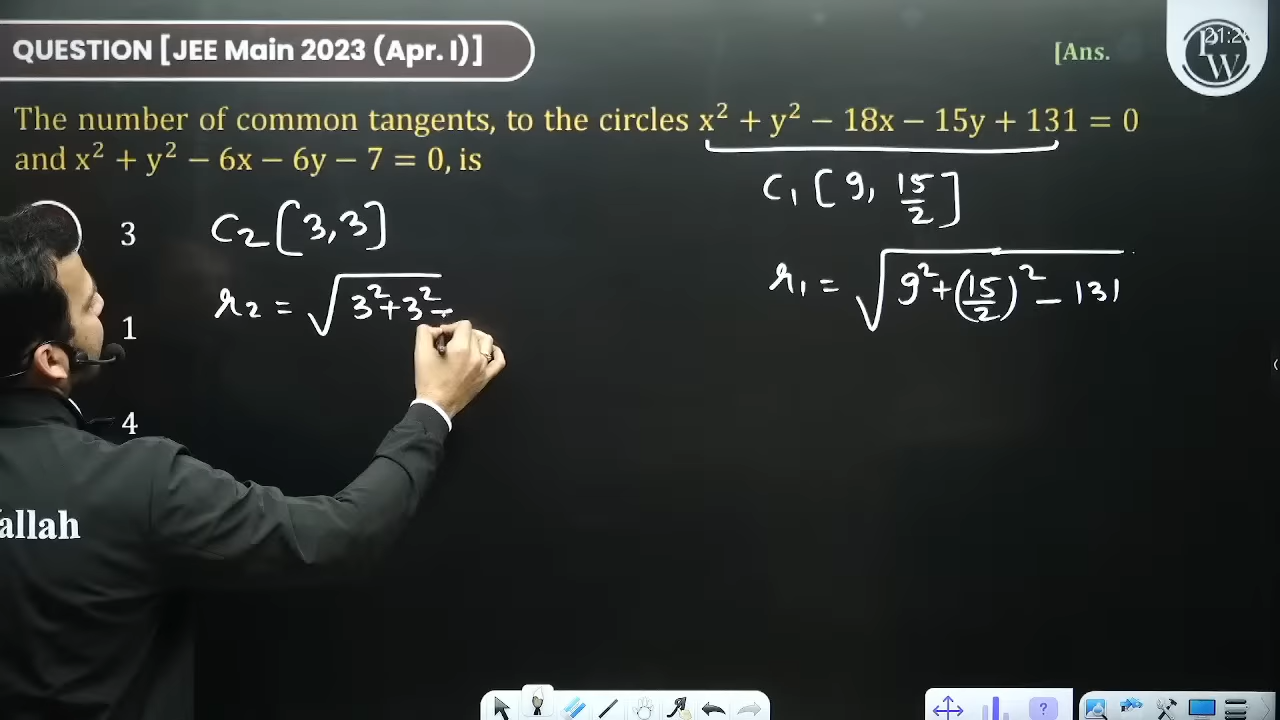 QUESTION [JEE Main 2023 (Apr. I)]
[Ans.
21:2
P
W
The number of common tangents, to the circles x² + y² − 18x − 15y + 131 = 0
and x² + y² − 6x − 6y − 7 = 0, is
C₁ [9, 15/2]
3
C₂ [3, 3]
r₁ = √(9² + (15/2)² − 131)
r₂ = √(3² + 3² −
1
4
allah
?